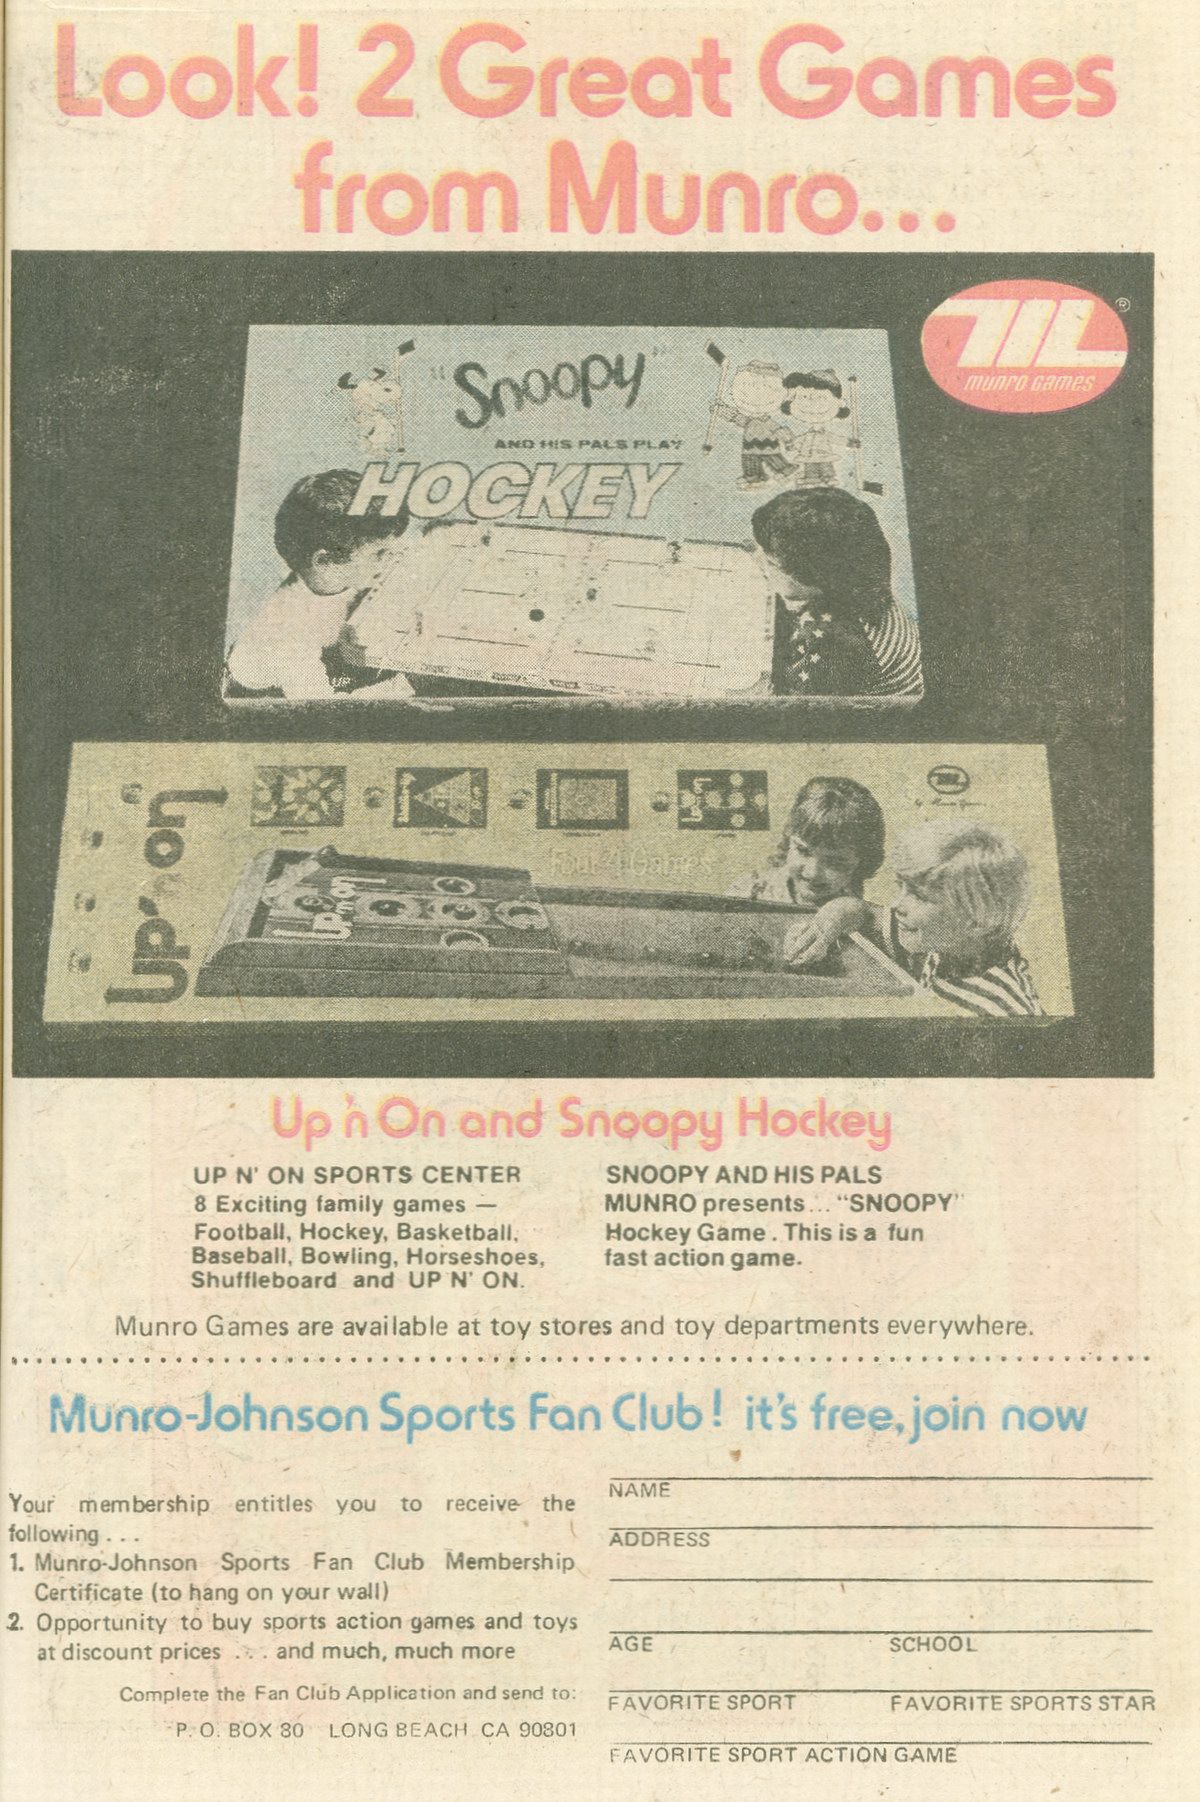 Look! 2 Great Games
from Munro...
®
munro games
"Snoopy"
AND HIS PALS PLAY
HOCKEY
Up 'n On
Four 4 Games
Up 'n On
Up 'n On and Snoopy Hockey
UP N' ON SPORTS CENTER
8 Exciting family games —
Football, Hockey, Basketball,
Baseball, Bowling, Horseshoes,
Shuffleboard and UP N' ON.
SNOOPY AND HIS PALS
MUNRO presents... "SNOOPY"
Hockey Game. This is a fun
fast action game.
Munro Games are available at toy stores and toy departments everywhere.
Munro-Johnson Sports Fan Club! it's free, join now
Your membership entitles you to receive the
following . . .
1. Munro-Johnson Sports Fan Club Membership
Certificate (to hang on your wall)
2. Opportunity to buy sports action games and toys
at discount prices . . . and much, much more
Complete the Fan Club Application and send to:
P. O. BOX 80 LONG BEACH, CA 90801
NAME
ADDRESS
AGE SCHOOL
FAVORITE SPORT FAVORITE SPORTS STAR
FAVORITE SPORT ACTION GAME